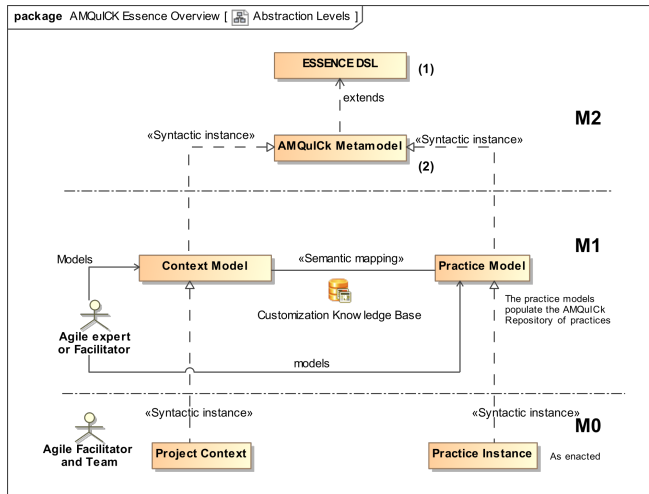 package AMQuICK Essence Overview [ Abstraction Levels ]
ESSENCE DSL
(1)
extends
M2
«Syntactic instance»
«Syntactic instance»
AMQuICk Metamodel
(2)
M1
Models
Context Model
«Semantic mapping»
Practice Model
Customization Knowledge Base
The practice models
populate the AMQuICk
Repository of practices
Agile expert
or Facilitator
models
«Syntactic instance»
«Syntactic instance»
M0
Agile Facilitator
and Team
Project Context
Practice Instance
As enacted